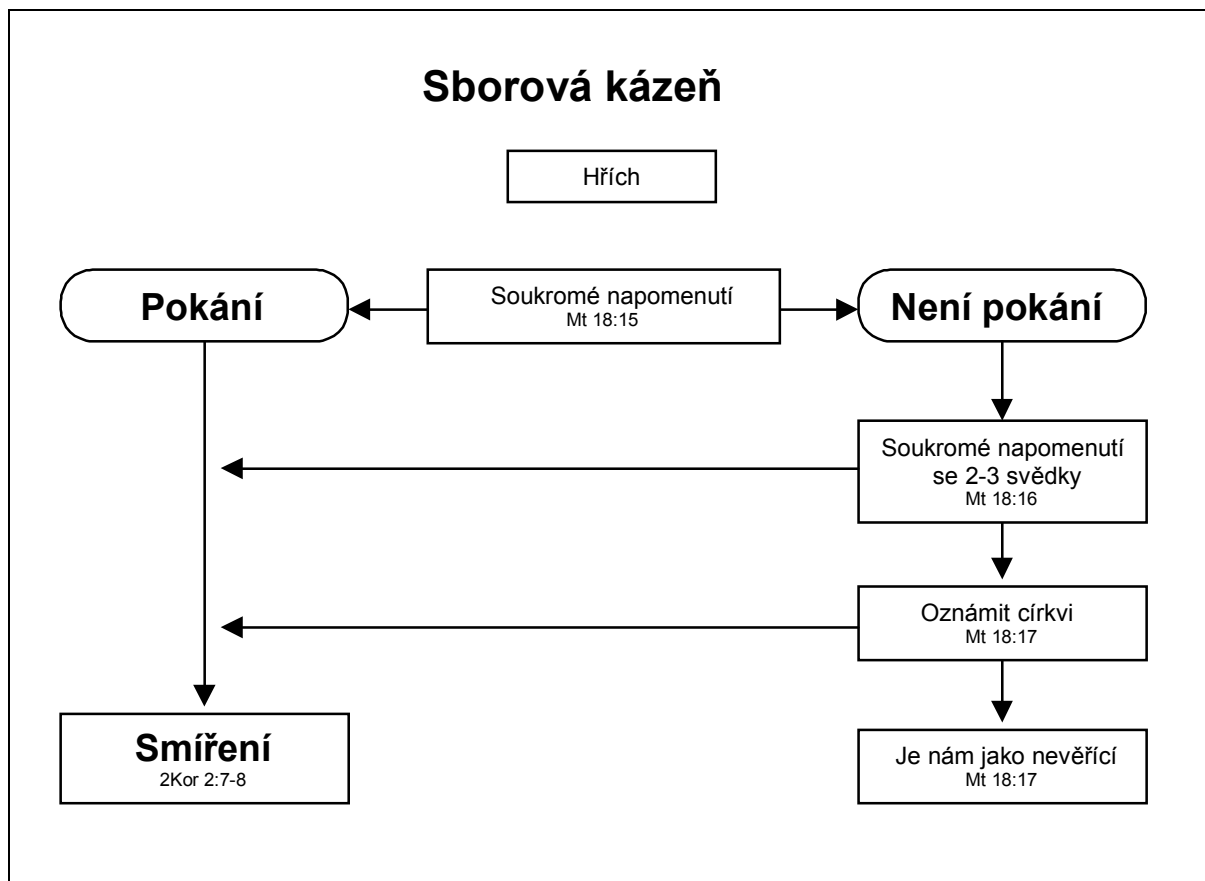 Sborová kázeň
Hřích
Pokání
Soukromé napomenutí
Mt 18:15
Není pokání
Soukromé napomenutí
se 2-3 svědky
Mt 18:16
Oznámit církvi
Mt 18:17
Smíření
2Kor 2:7-8
Je nám jako nevěřící
Mt 18:17